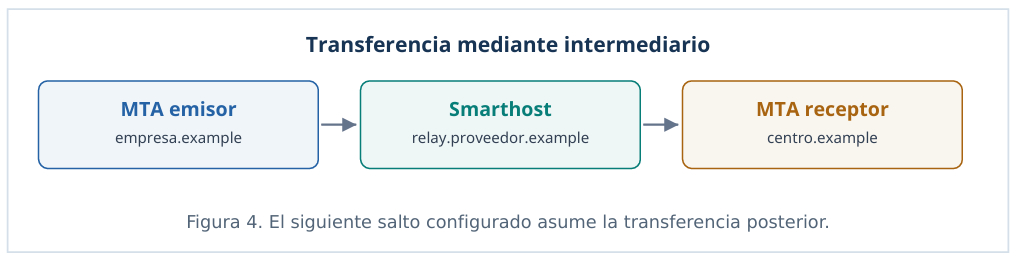 Transferencia mediante intermediario
MTA emisor
empresa.example
Smarthost
relay.proveedor.example
MTA receptor
centro.example
Figura 4. El siguiente salto configurado asume la transferencia posterior.